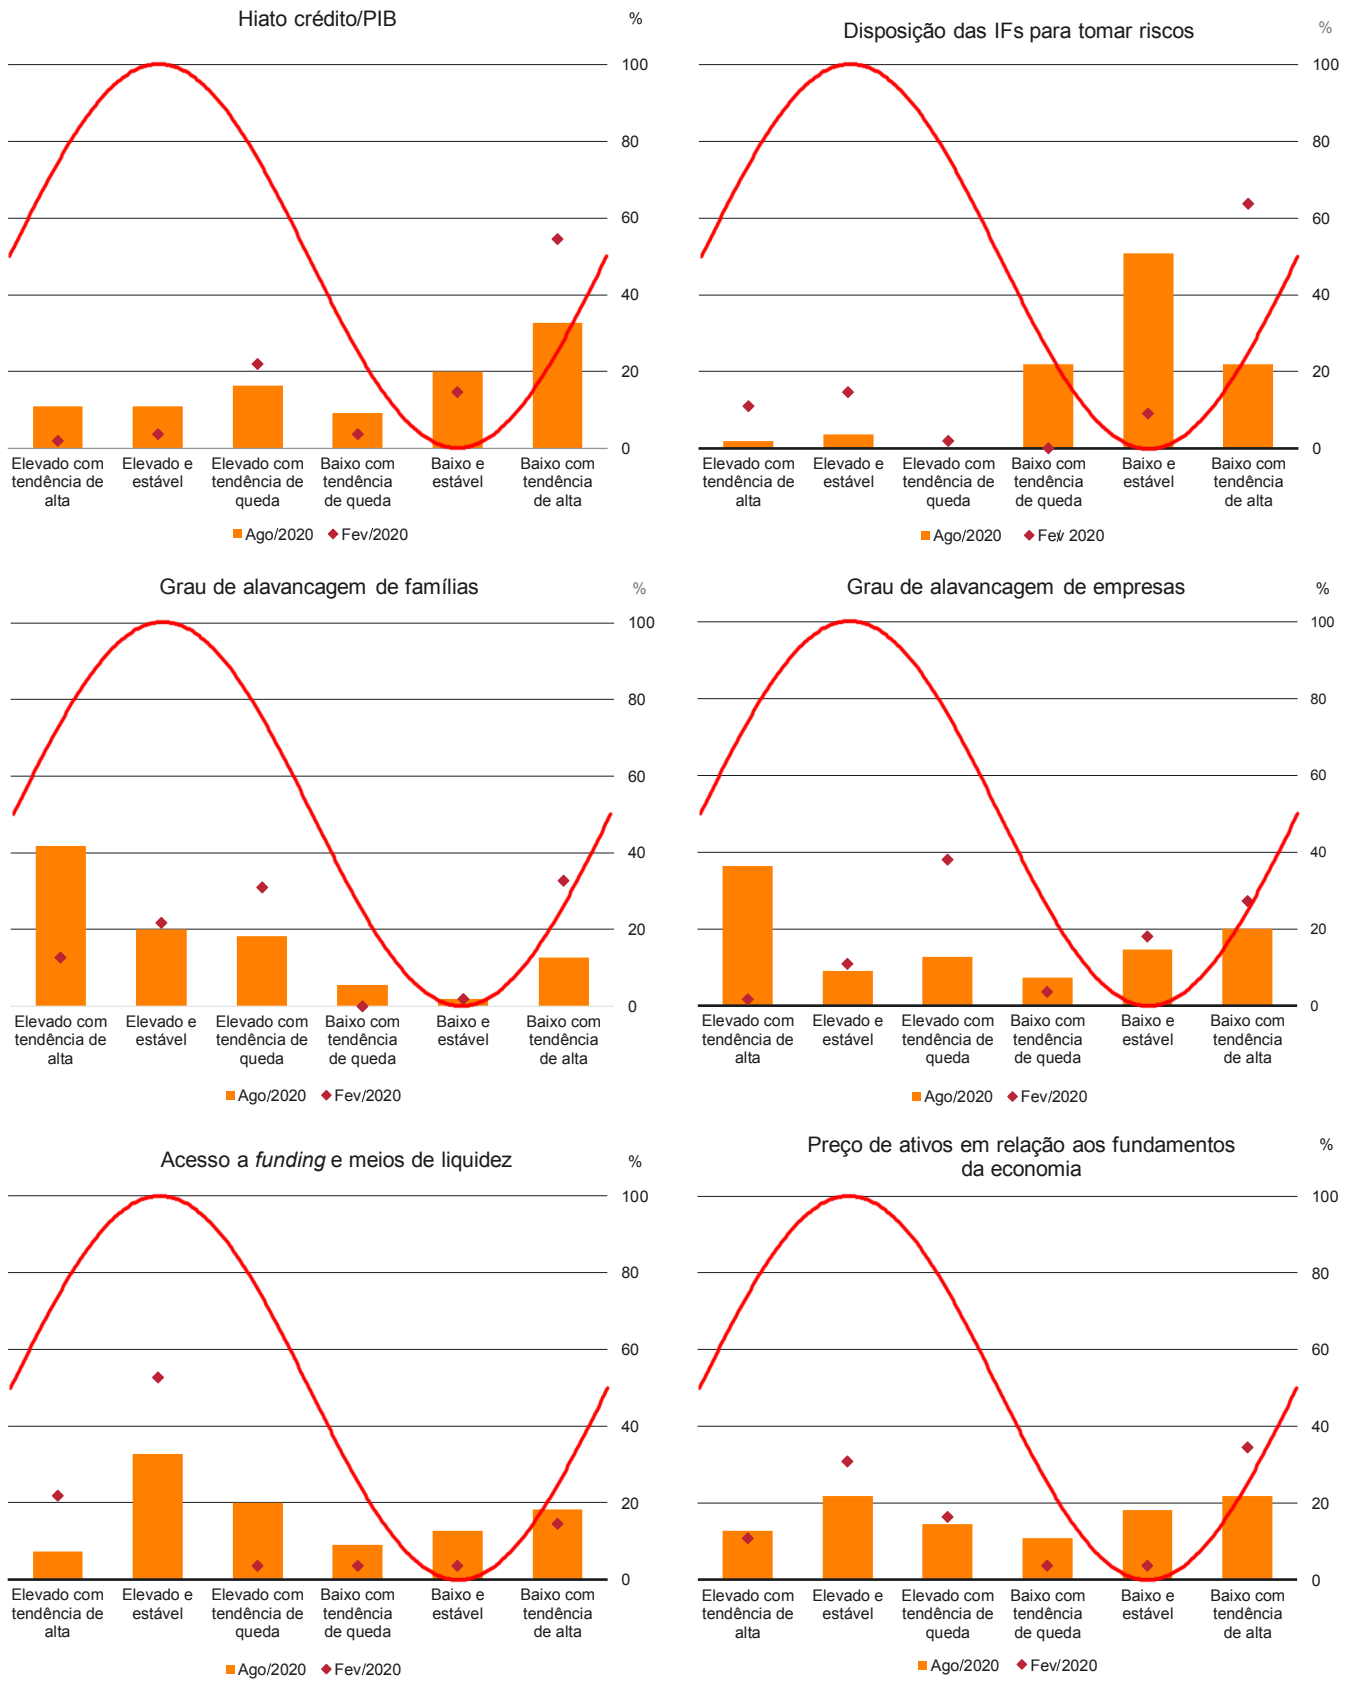 Hiato crédito/PIB
%
100
80
60
40
20
0
Elevado com tendência de alta
Elevado e estável
Elevado com tendência de queda
Baixo com tendência de queda
Baixo e estável
Baixo com tendência de alta
Ago/2020 Fev/2020
Disposição das IFs para tomar riscos
%
100
80
60
40
20
0
Elevado com tendência de alta
Elevado e estável
Elevado com tendência de queda
Baixo com tendência de queda
Baixo e estável
Baixo com tendência de alta
Ago/2020 Fev/ 2020
Grau de alavancagem de famílias
%
100
80
60
40
20
0
Elevado com tendência de alta
Elevado e estável
Elevado com tendência de queda
Baixo com tendência de queda
Baixo e estável
Baixo com tendência de alta
Ago/2020 Fev/2020
Grau de alavancagem de empresas
%
100
80
60
40
20
0
Elevado com tendência de alta
Elevado e estável
Elevado com tendência de queda
Baixo com tendência de queda
Baixo e estável
Baixo com tendência de alta
Ago/2020 Fev/2020
Acesso a funding e meios de liquidez
%
100
80
60
40
20
0
Elevado com tendência de alta
Elevado e estável
Elevado com tendência de queda
Baixo com tendência de queda
Baixo e estável
Baixo com tendência de alta
Ago/2020 Fev/2020
Preço de ativos em relação aos fundamentos
da economia
%
100
80
60
40
20
0
Elevado com tendência de alta
Elevado e estável
Elevado com tendência de queda
Baixo com tendência de queda
Baixo e estável
Baixo com tendência de alta
Ago/2020 Fev/2020